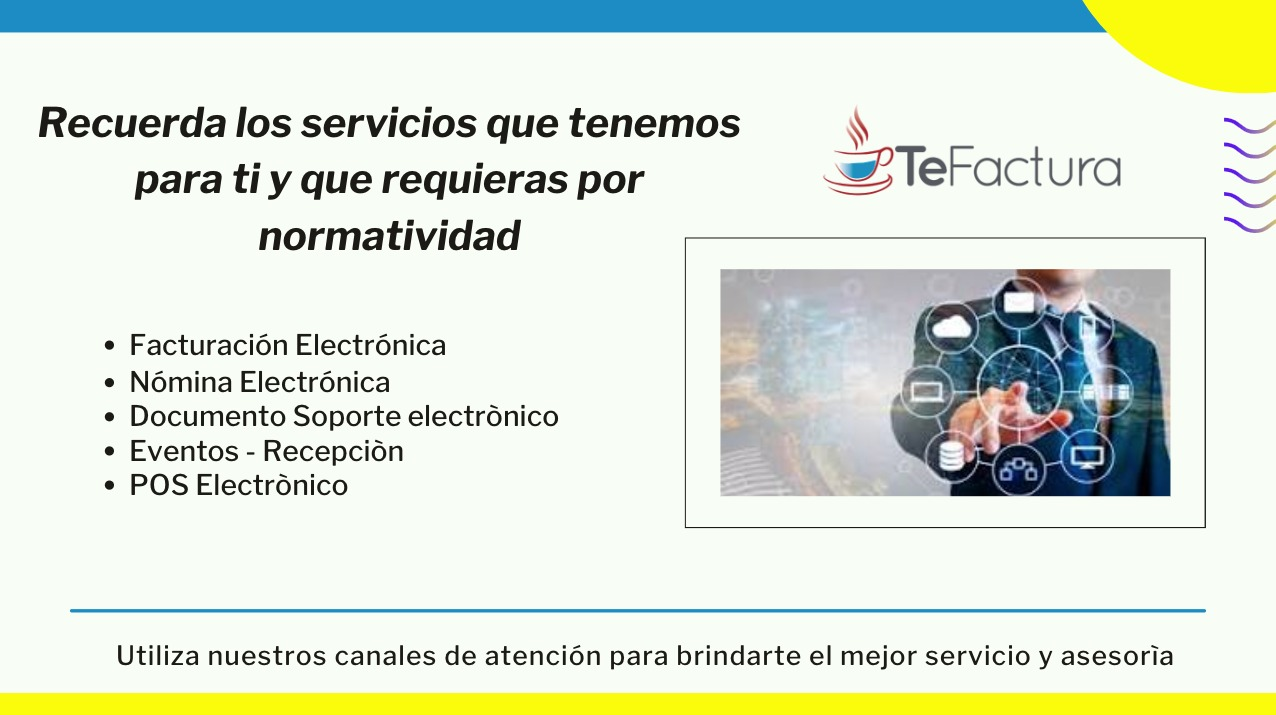 Recuerda los servicios que tenemos
para ti y que requieras por
normatividad
TeFactura
• Facturación Electrónica
• Nómina Electrónica
• Documento Soporte electrònico
• Eventos - Recepciòn
• POS Electrònico
Utiliza nuestros canales de atención para brindarte el mejor servicio y asesorìa